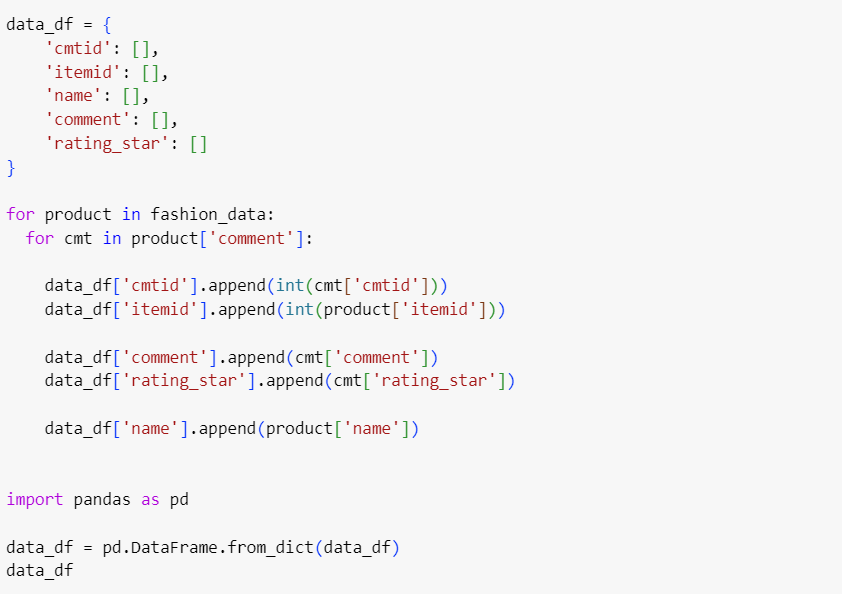 data_df = {
    'cmtid': [],
    'itemid': [],
    'name': [],
    'comment': [],
    'rating_star': []
}
for product in fashion_data:
  for cmt in product['comment']:
    data_df['cmtid'].append(int(cmt['cmtid']))
    data_df['itemid'].append(int(product['itemid']))
    data_df['comment'].append(cmt['comment'])
    data_df['rating_star'].append(cmt['rating_star'])
    data_df['name'].append(product['name'])
import pandas as pd
data_df = pd.DataFrame.from_dict(data_df)
data_df